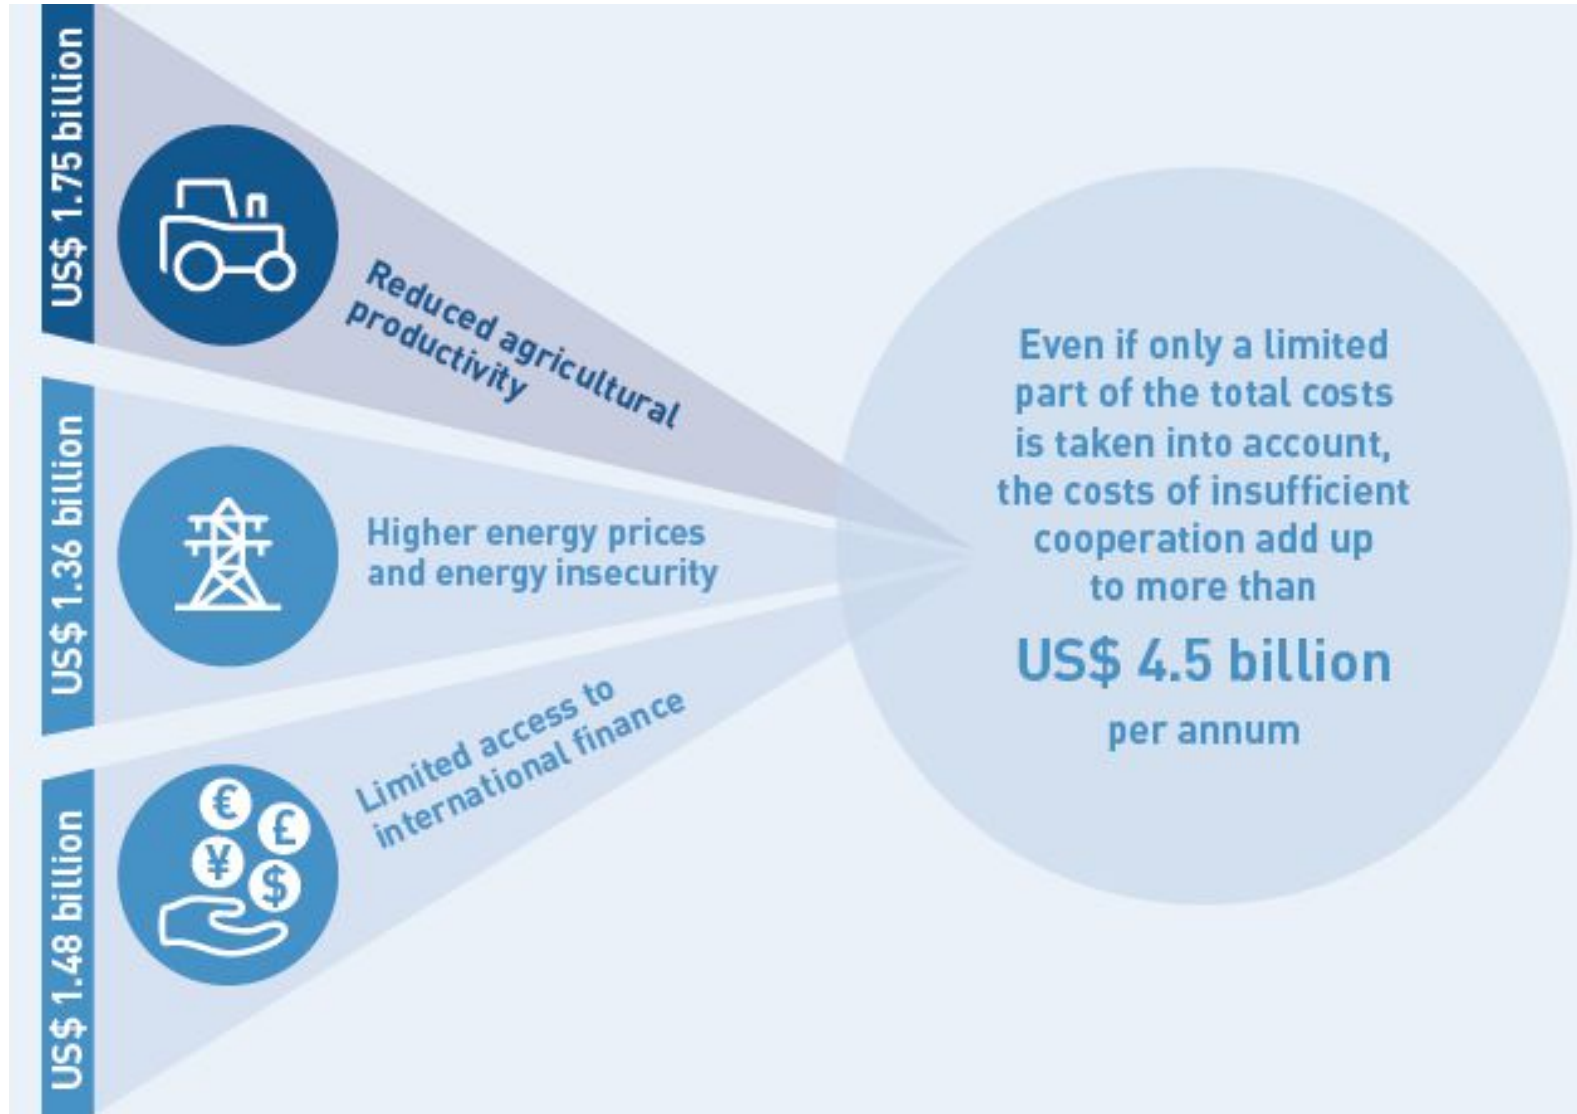 US$ 1.75 billion
Reduced agricultural
productivity
US$ 1.36 billion
Higher energy prices
and energy insecurity
US$ 1.48 billion
Limited access to
international finance
€
£
¥
$
Even if only a limited
part of the total costs
is taken into account,
the costs of insufficient
cooperation add up
to more than
US$ 4.5 billion
per annum